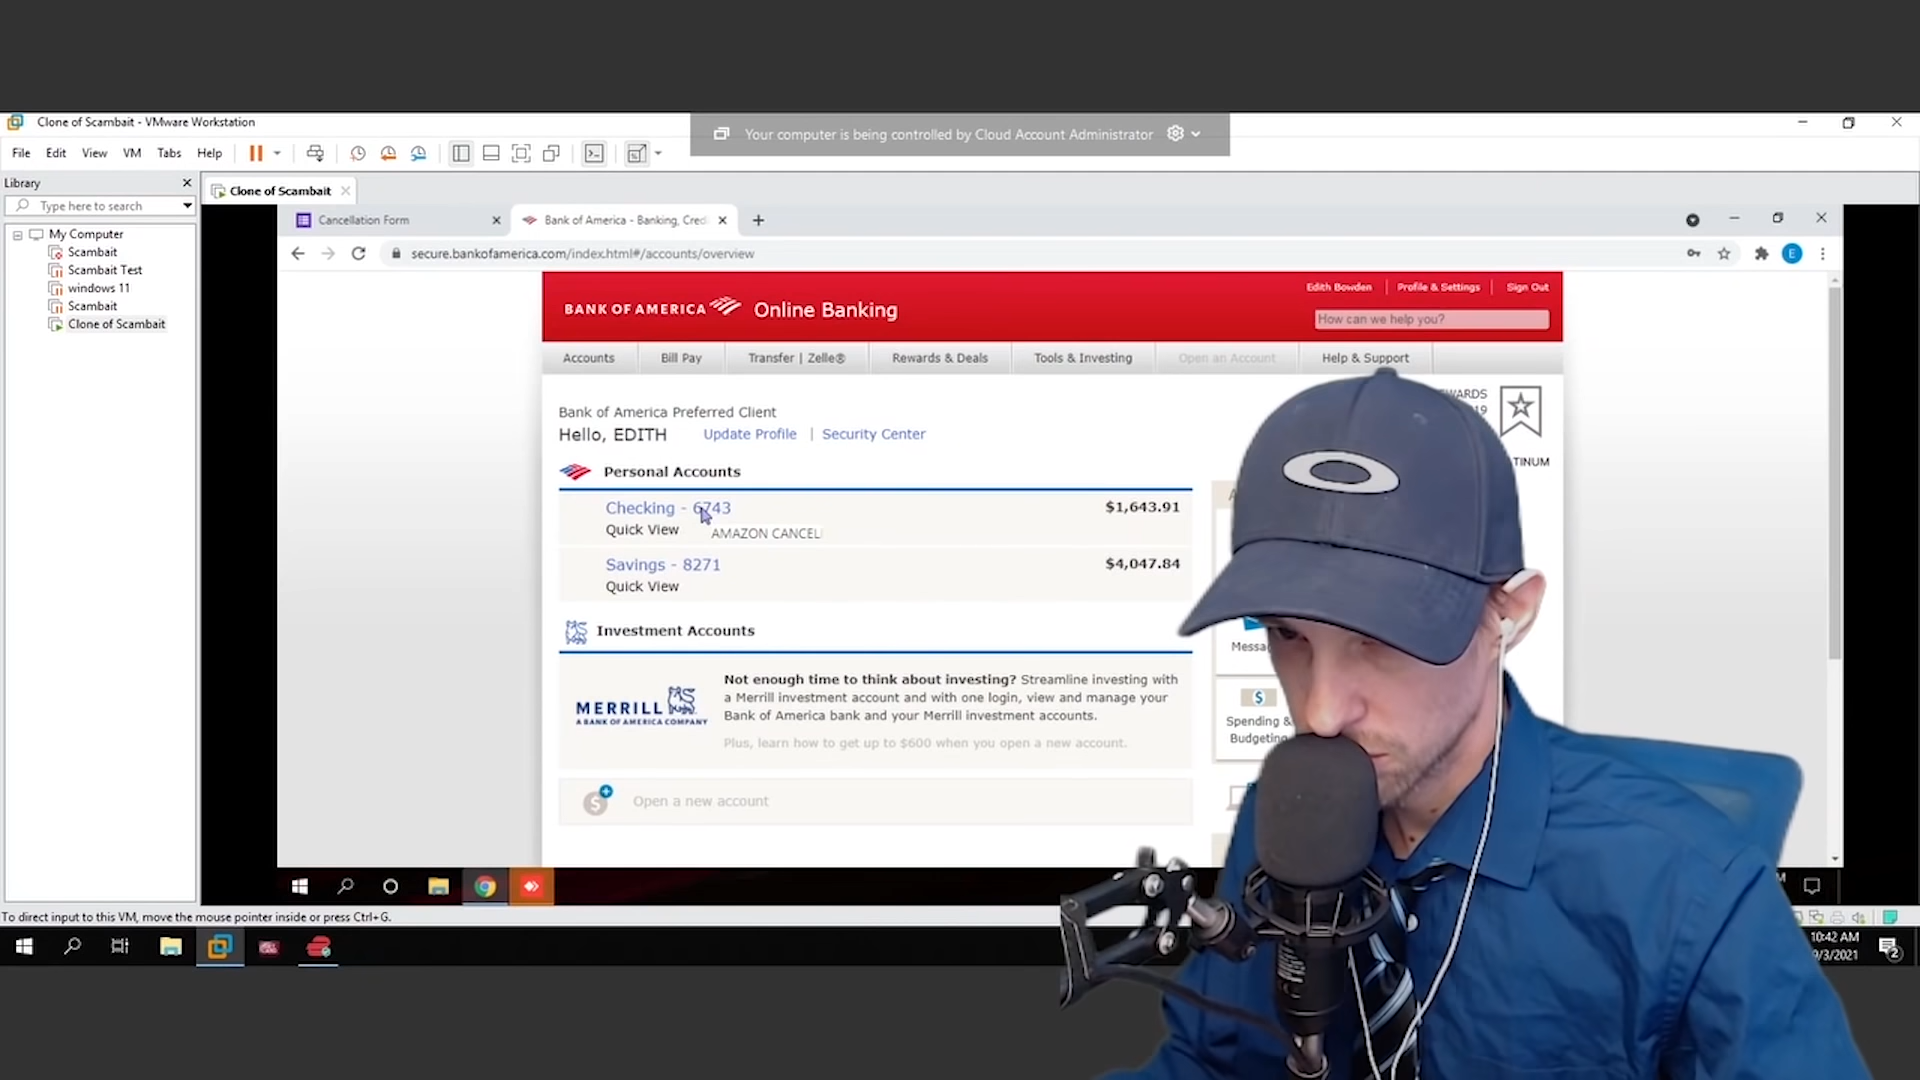 Clone of Scambait - VMware Workstation
Your computer is being controlled by Cloud Account Administrator
File Edit View VM Tabs Help
Library
Clone of Scambait
Type here to search
My Computer
Scambait
Scambait Test
windows 11
Scambait
Clone of Scambait
Cancellation Form
Bank of America - Banking, Cred
secure.bankofamerica.com/index.html#/accounts/overview
E
Edith Bowden | Profile & Settings | Sign Out
BANK OF AMERICA Online Banking
How can we help you?
Accounts
Bill Pay
Transfer | Zelle®
Rewards & Deals
Tools & Investing
Open an Account
Help & Support
Bank of America Preferred Client
Hello, EDITH Update Profile | Security Center
Personal Accounts
Checking - 6743 $1,643.91
Quick View
AMAZON CANCEL
Savings - 8271 $4,047.84
Quick View
Investment Accounts
MERRILL
A BANK OF AMERICA COMPANY
Not enough time to think about investing? Streamline investing with
a Merrill investment account and with one login, view and manage your
Bank of America bank and your Merrill investment accounts.
Plus, learn how to get up to $600 when you open a new account.
Open a new account
WARDS
19
TINUM
Messa
Spending &
Budgeting
To direct input to this VM, move the mouse pointer inside or press Ctrl+G.
10:42 AM
9/3/2021
2